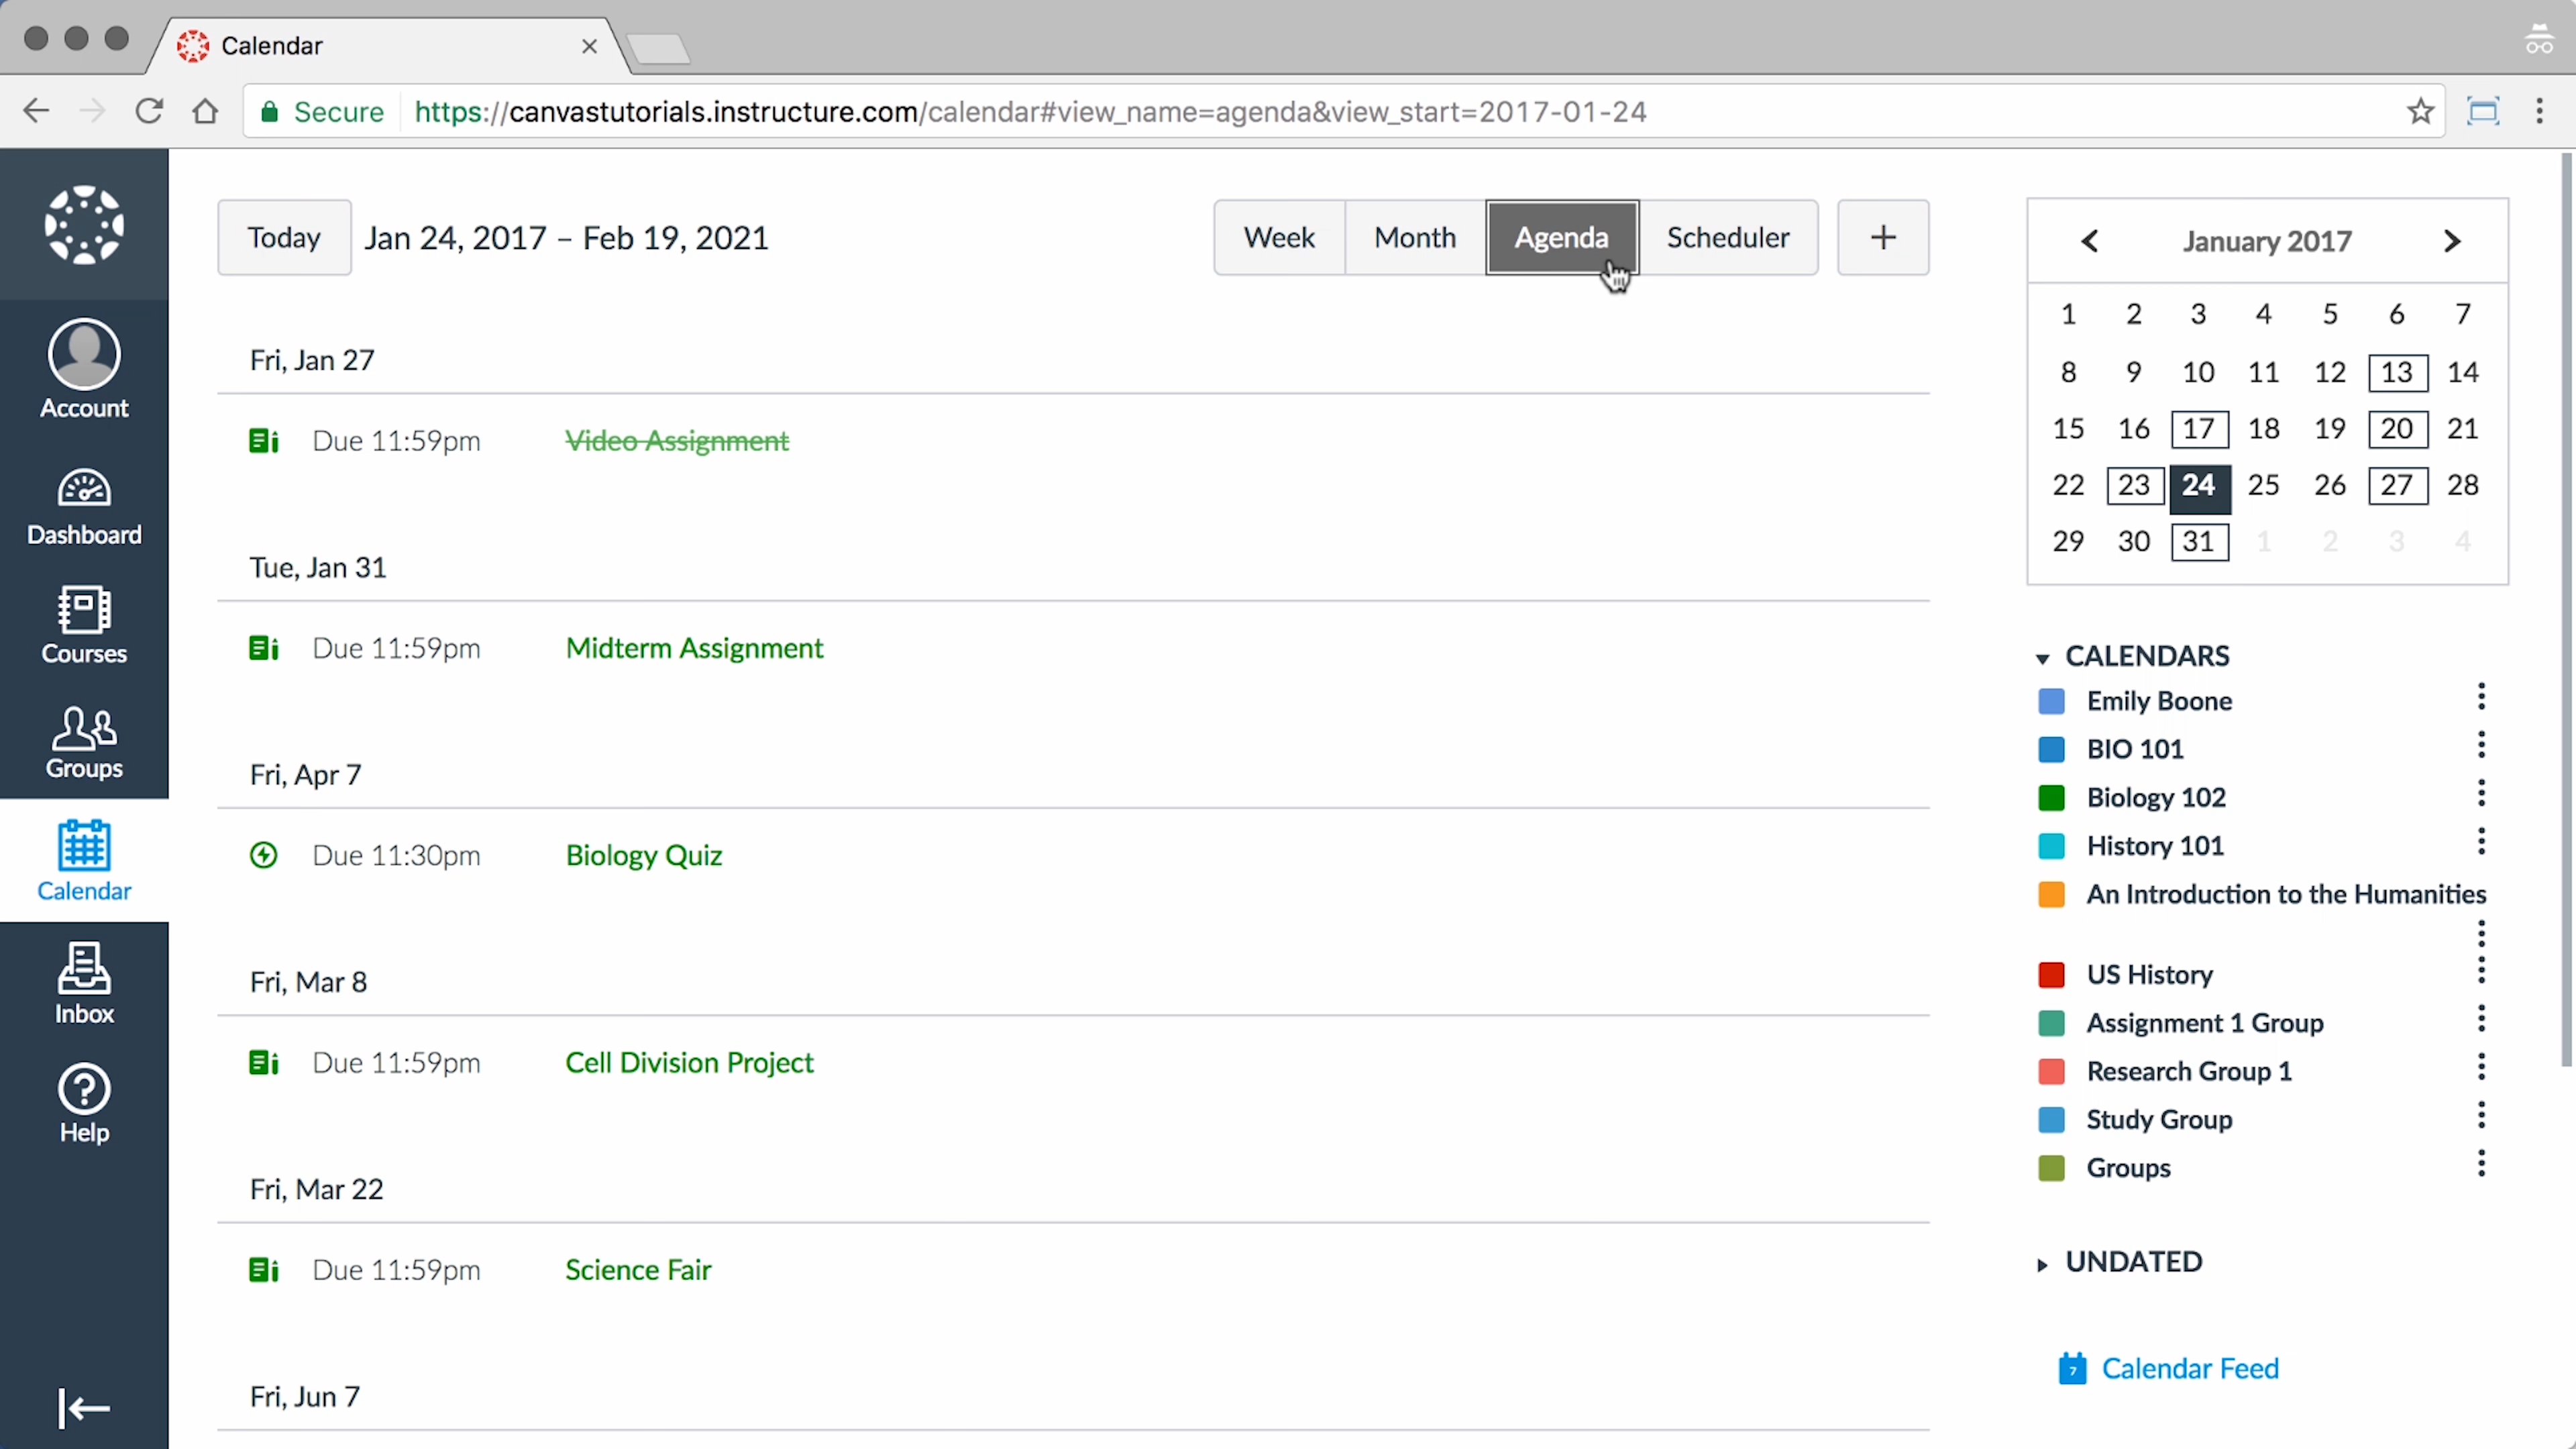 Calendar
Secure https://canvastutorials.instructure.com/calendar#view_name=agenda&view_start=2017-01-24
Account
Dashboard
Courses
Groups
Calendar
Inbox
Help
Today Jan 24, 2017 – Feb 19, 2021
Week Month Agenda Scheduler +
Fri, Jan 27
Due 11:59pm Video Assignment
Tue, Jan 31
Due 11:59pm Midterm Assignment
Fri, Apr 7
Due 11:30pm Biology Quiz
Fri, Mar 8
Due 11:59pm Cell Division Project
Fri, Mar 22
Due 11:59pm Science Fair
Fri, Jun 7
January 2017
1 2 3 4 5 6 7
8 9 10 11 12 13 14
15 16 17 18 19 20 21
22 23 24 25 26 27 28
29 30 31 1 2 3 4
CALENDARS
Emily Boone
BIO 101
Biology 102
History 101
An Introduction to the Humanities
US History
Assignment 1 Group
Research Group 1
Study Group
Groups
UNDATED
7 Calendar Feed